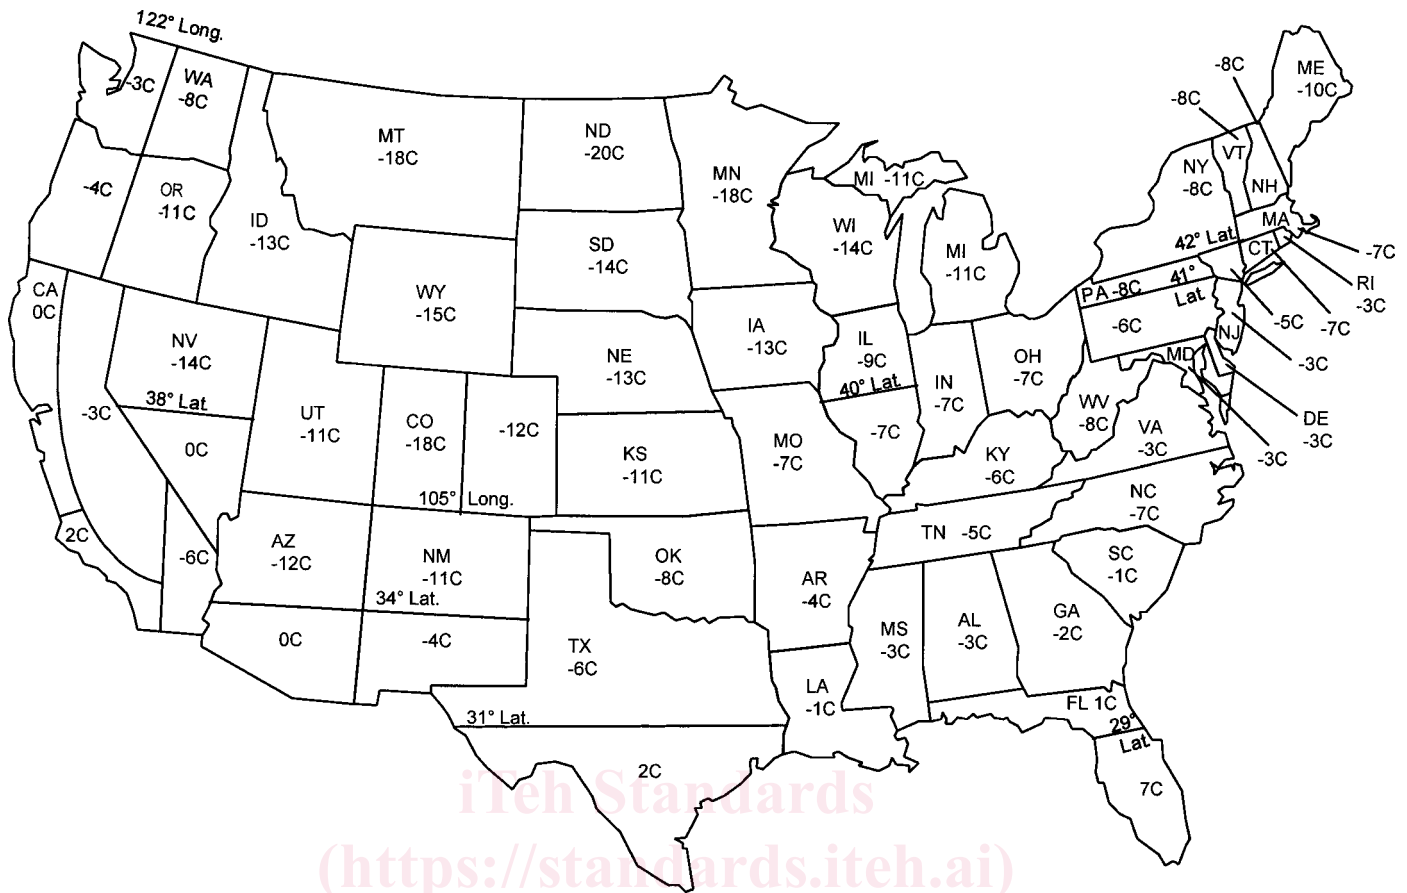 122° Long.
-3C
WA
-8C
-4C
OR
-11C
ID
-13C
MT
-18C
ND
-20C
MN
-18C
SD
-14C
WY
-15C
CA
0C
NV
-14C
38° Lat.
-3C
0C
2C
-6C
UT
-11C
CO
-18C
-12C
105° Long.
NE
-13C
KS
-11C
IA
-13C
MO
-7C
WI
-14C
MI -11C
MI
-11C
IL
-9C
40° Lat.
-7C
IN
-7C
OH
-7C
KY
-6C
WV
-8C
VA
-3C
TN -5C
NC
-7C
SC
-1C
GA
-2C
AL
-3C
MS
-3C
AR
-4C
LA
-1C
OK
-8C
AZ
-12C
0C
NM
-11C
34° Lat.
-4C
TX
-6C
31° Lat.
2C
FL 1C
29°
Lat.
7C
ME
-10C
-8C
-8C
VT
NH
NY
-8C
42° Lat.
MA
CT
-7C
RI
-3C
-7C
-5C
PA -8C
41°
Lat.
-6C
NJ
-3C
MD
DE
-3C
-3C
iTeh Standards
(https://standards.iteh.ai)